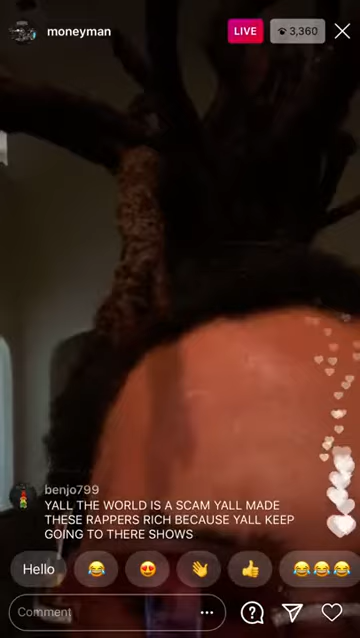 moneyman
LIVE
3,360
benjo799
YALL THE WORLD IS A SCAM YALL MADE
THESE RAPPERS RICH BECAUSE YALL KEEP
GOING TO THERE SHOWS
Hello
Comment